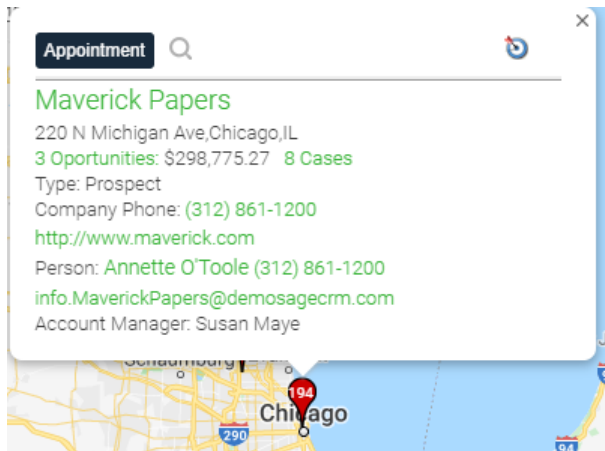 Appointment
Maverick Papers
220 N Michigan Ave,Chicago,IL
3 Oportunities: $298,775.27 8 Cases
Type: Prospect
Company Phone: (312) 861-1200
http://www.maverick.com
Person: Annette O'Toole (312) 861-1200
info.MaverickPapers@demosagecrm.com
Account Manager: Susan Maye
Schaumburg
194
Chicago
290
94